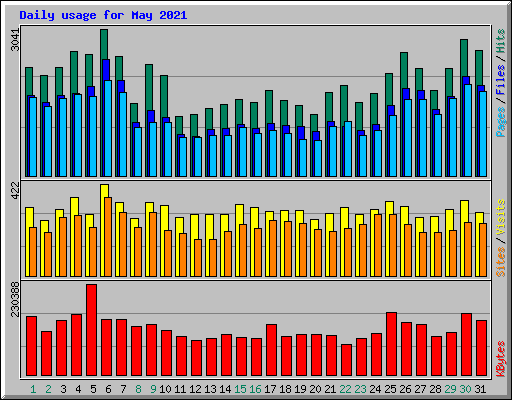 Daily usage for May 2021
3041
Pages / Files / Hits
422
Sites / Visits
230388
KBytes
1 2 3 4 5 6 7 8 9 10 11 12 13 14 15 16 17 18 19 20 21 22 23 24 25 26 27 28 29 30 31